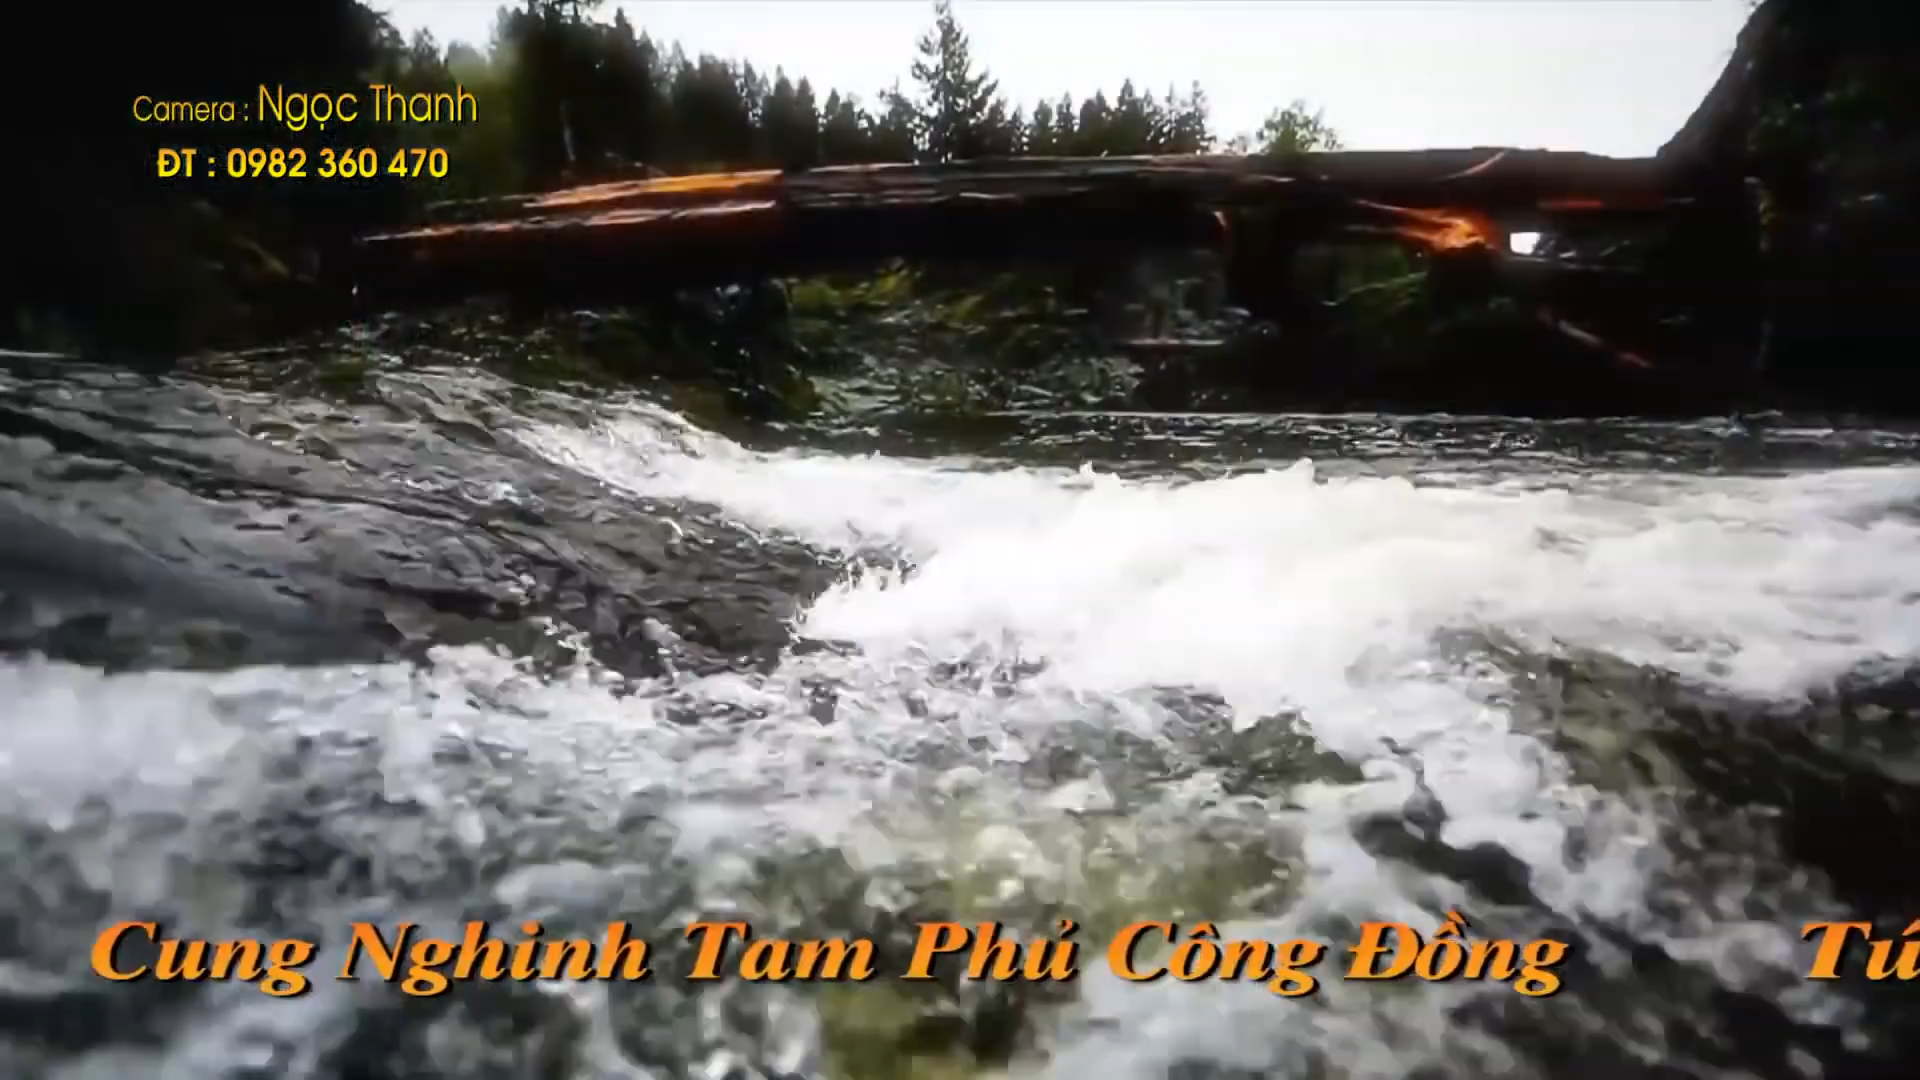 Camera : Ngọc Thanh
ĐT : 0982 360 470
Cung Nghinh Tam Phủ Công Đồng